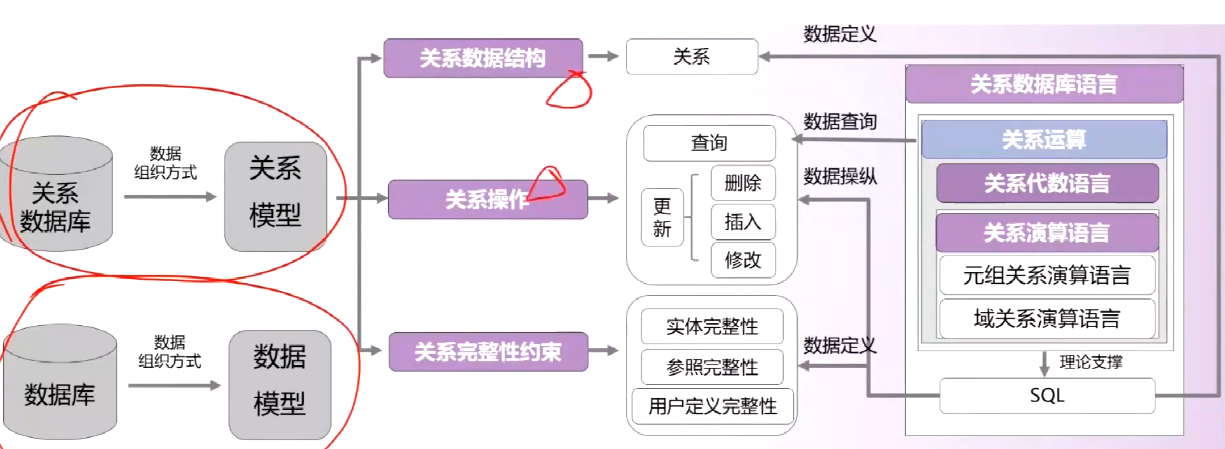 数据定义
关系数据结构
关系
关系数据库语言
关系
数据库
数据
组织方式
关系
模型
关系操作
查询
更
新
删除
插入
修改
数据查询
数据操纵
关系运算
关系代数语言
关系演算语言
元组关系演算语言
域关系演算语言
数据库
数据
组织方式
数据
模型
关系完整性约束
实体完整性
参照完整性
用户定义完整性
数据定义
理论支撑
SQL